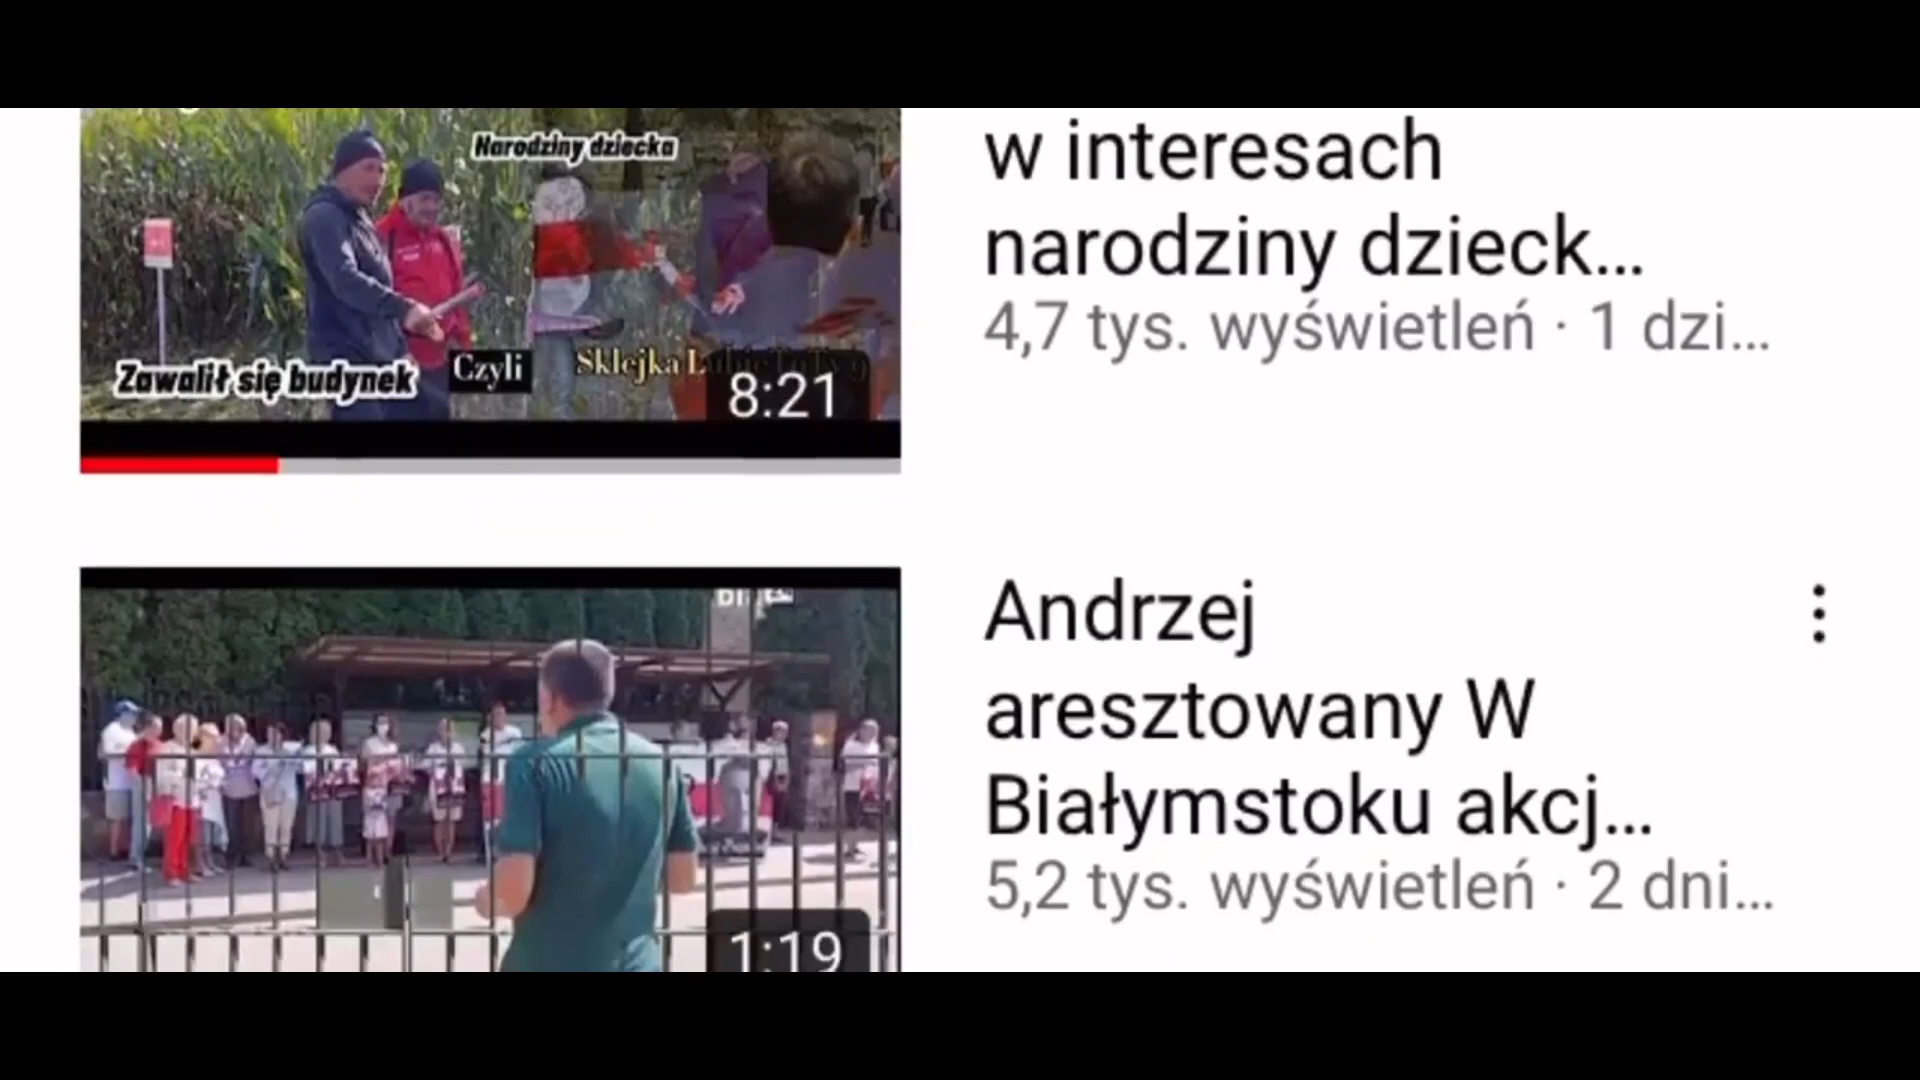 Narodziny dziecka
Zawalił się budynek
Czyli
Sklejka
8:21
w interesach
narodziny dzieck...
4,7 tys. wyświetleń · 1 dzi...
1:19
Andrzej
aresztowany W
Białymstoku akcj...
5,2 tys. wyświetleń · 2 dni...